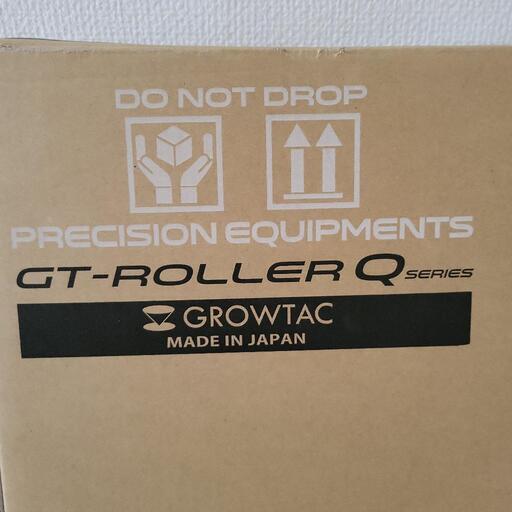 DO NOT DROP
PRECISION EQUIPMENTS
GT-ROLLER Q SERIES
GROWTAC
MADE IN JAPAN